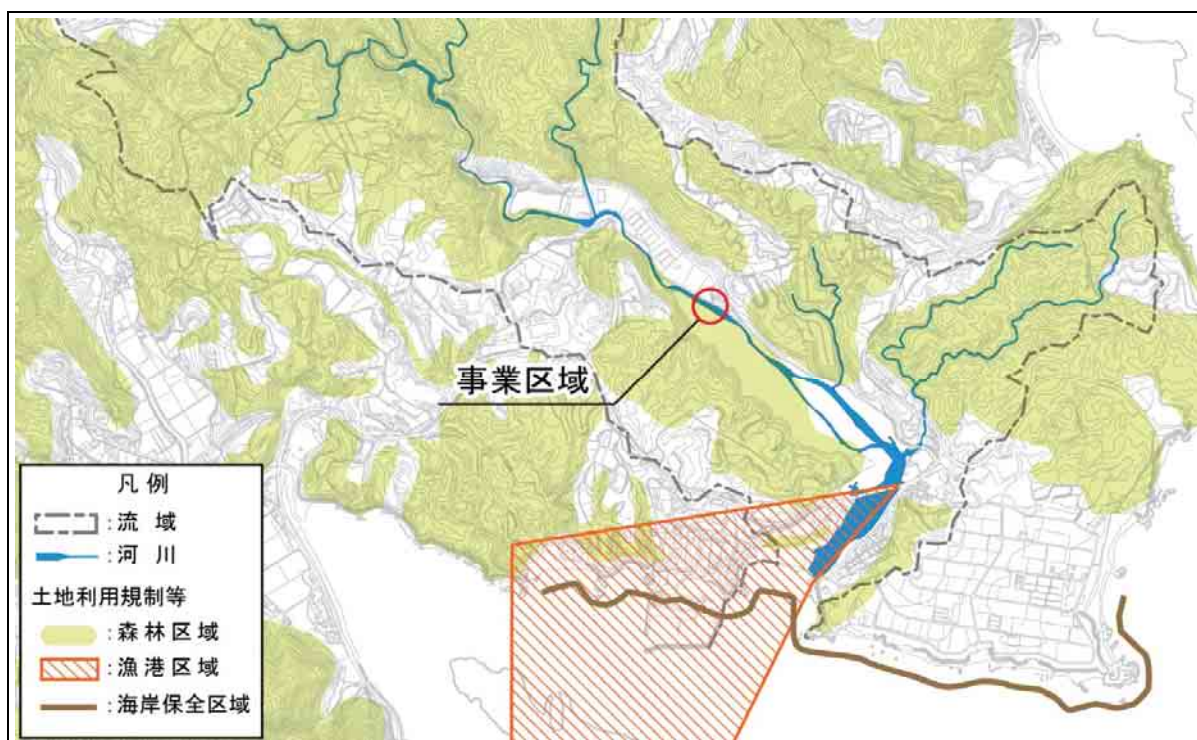 事業区域
凡例
:流 域
:河 川
土地利用規制等
:森林区域
:漁港区域
:海岸保全区域